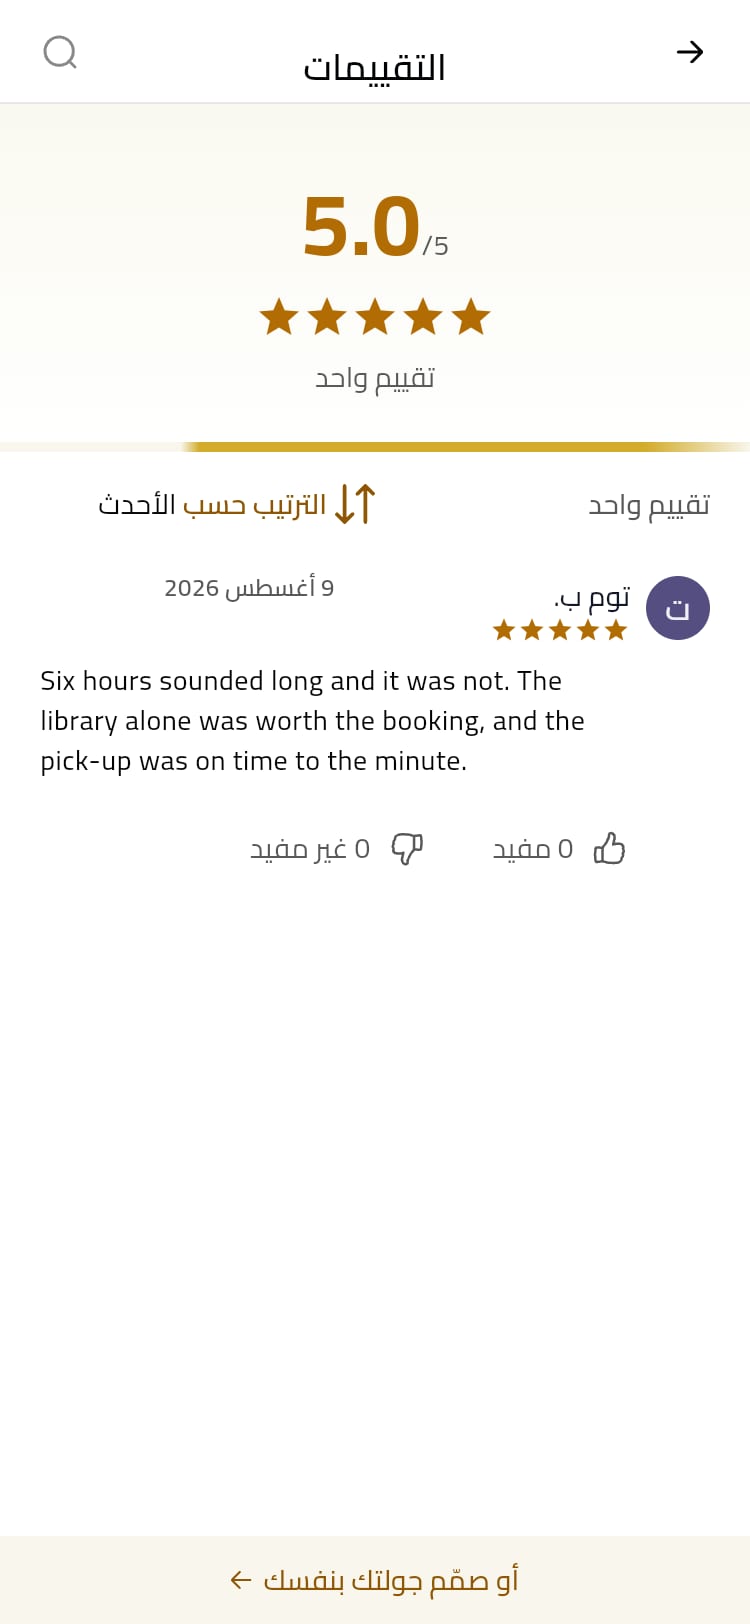 التقييمات
5.0/5
تقييم واحد
تقييم واحد
الترتيب حسب الأحدث
ت
توم ب.
9 أغسطس 2026
Six hours sounded long and it was not. The
library alone was worth the booking, and the
pick-up was on time to the minute.
0 مفيد
0 غير مفيد
أو صمّم جولتك بنفسك ←